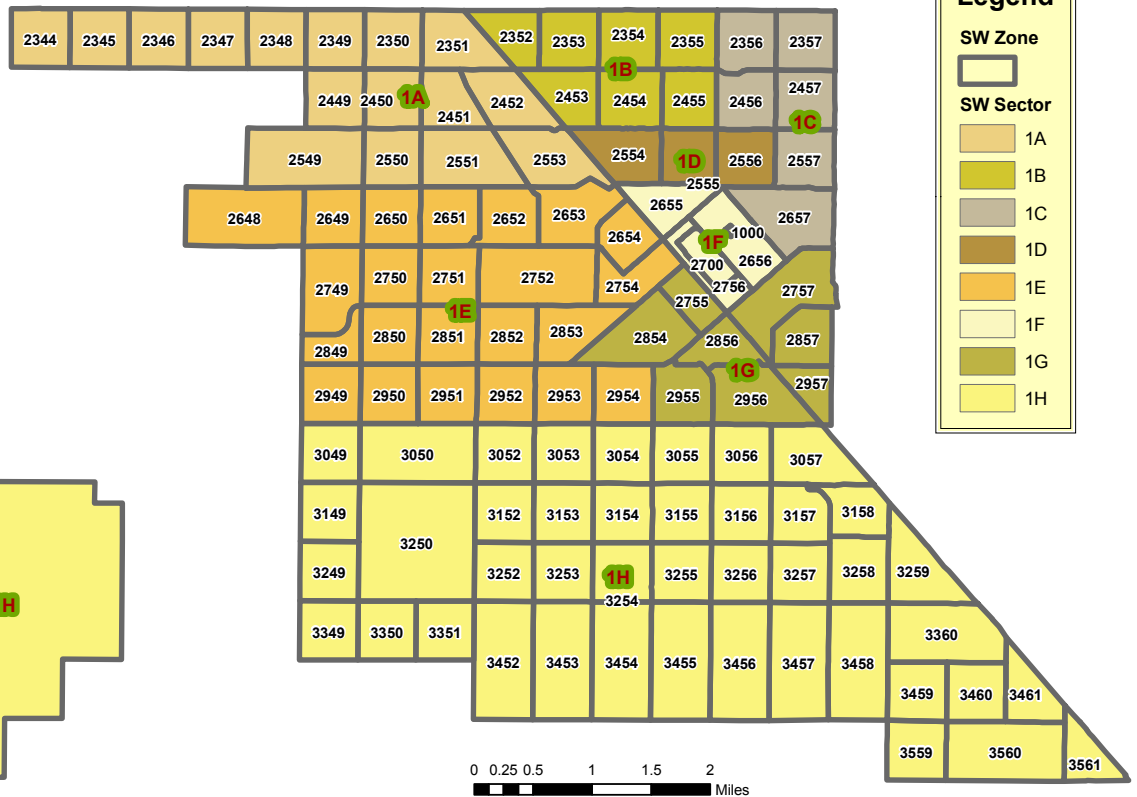 Legend
SW Zone
SW Sector
1A
1B
1C
1D
1E
1F
1G
1H
2344 2345 2346 2347 2348 2349 2350 2351 2352 2353 2354 2355 2356 2357
1B
2449 2450 1A 2451 2452 2453 2454 2455 2456 2457
1C
2549 2550 2551 2553 2554 1D 2556 2557
2555
2648 2649 2650 2651 2652 2653 2654 2655 2657
1000
1F
2700 2656
2749 2750 2751 2752 2754 2755 2756 2757
1E
2849 2850 2851 2852 2853 2854 2856 2857
1G
2949 2950 2951 2952 2953 2954 2955 2956 2957
3049 3050 3052 3053 3054 3055 3056 3057
3149 3152 3153 3154 3155 3156 3157 3158
3250
3249 3252 3253 1H 3255 3256 3257 3258 3259
3254
H
3349 3350 3351 3360
3452 3453 3454 3455 3456 3457 3458
3459 3460 3461
3559 3560 3561
0 0.25 0.5 1 1.5 2
Miles